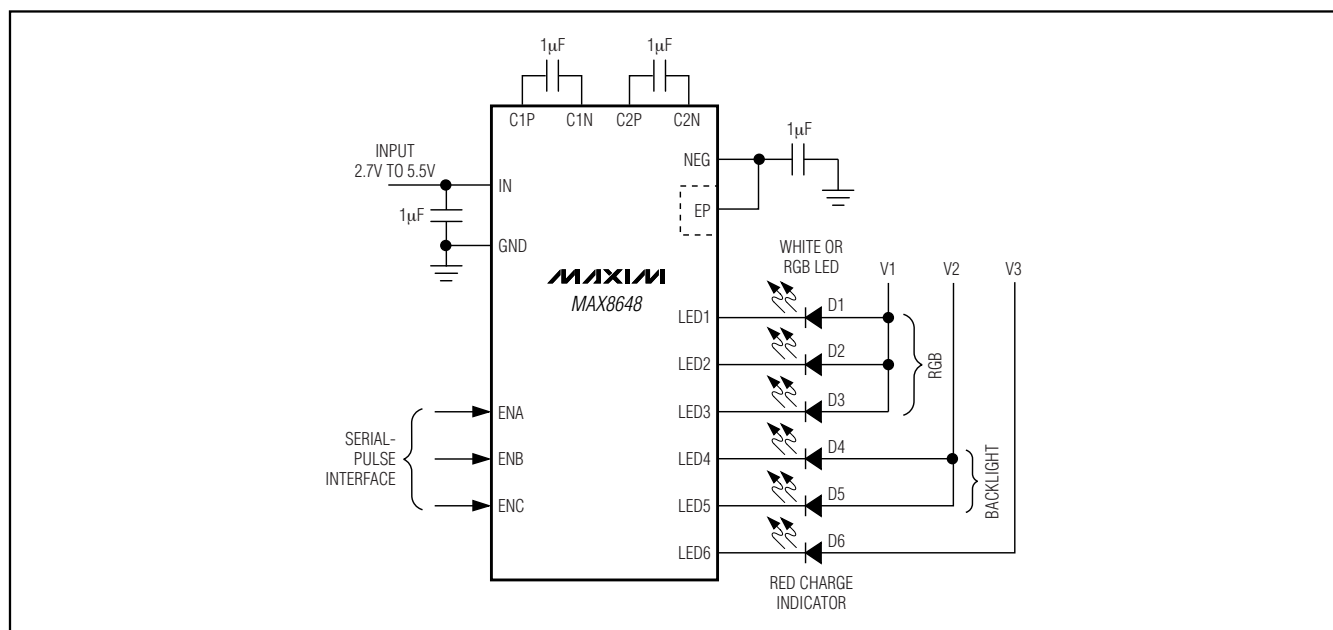 1μF
1μF
C1P
C1N
C2P
C2N
INPUT
2.7V TO 5.5V
IN
1μF
GND
NEG
1μF
EP
MAXIM
MAX8648
WHITE OR
RGB LED
V1
V2
V3
LED1
D1
LED2
D2
LED3
D3
RGB
LED4
D4
LED5
D5
BACKLIGHT
LED6
D6
RED CHARGE
INDICATOR
SERIAL-
PULSE
INTERFACE
ENA
ENB
ENC